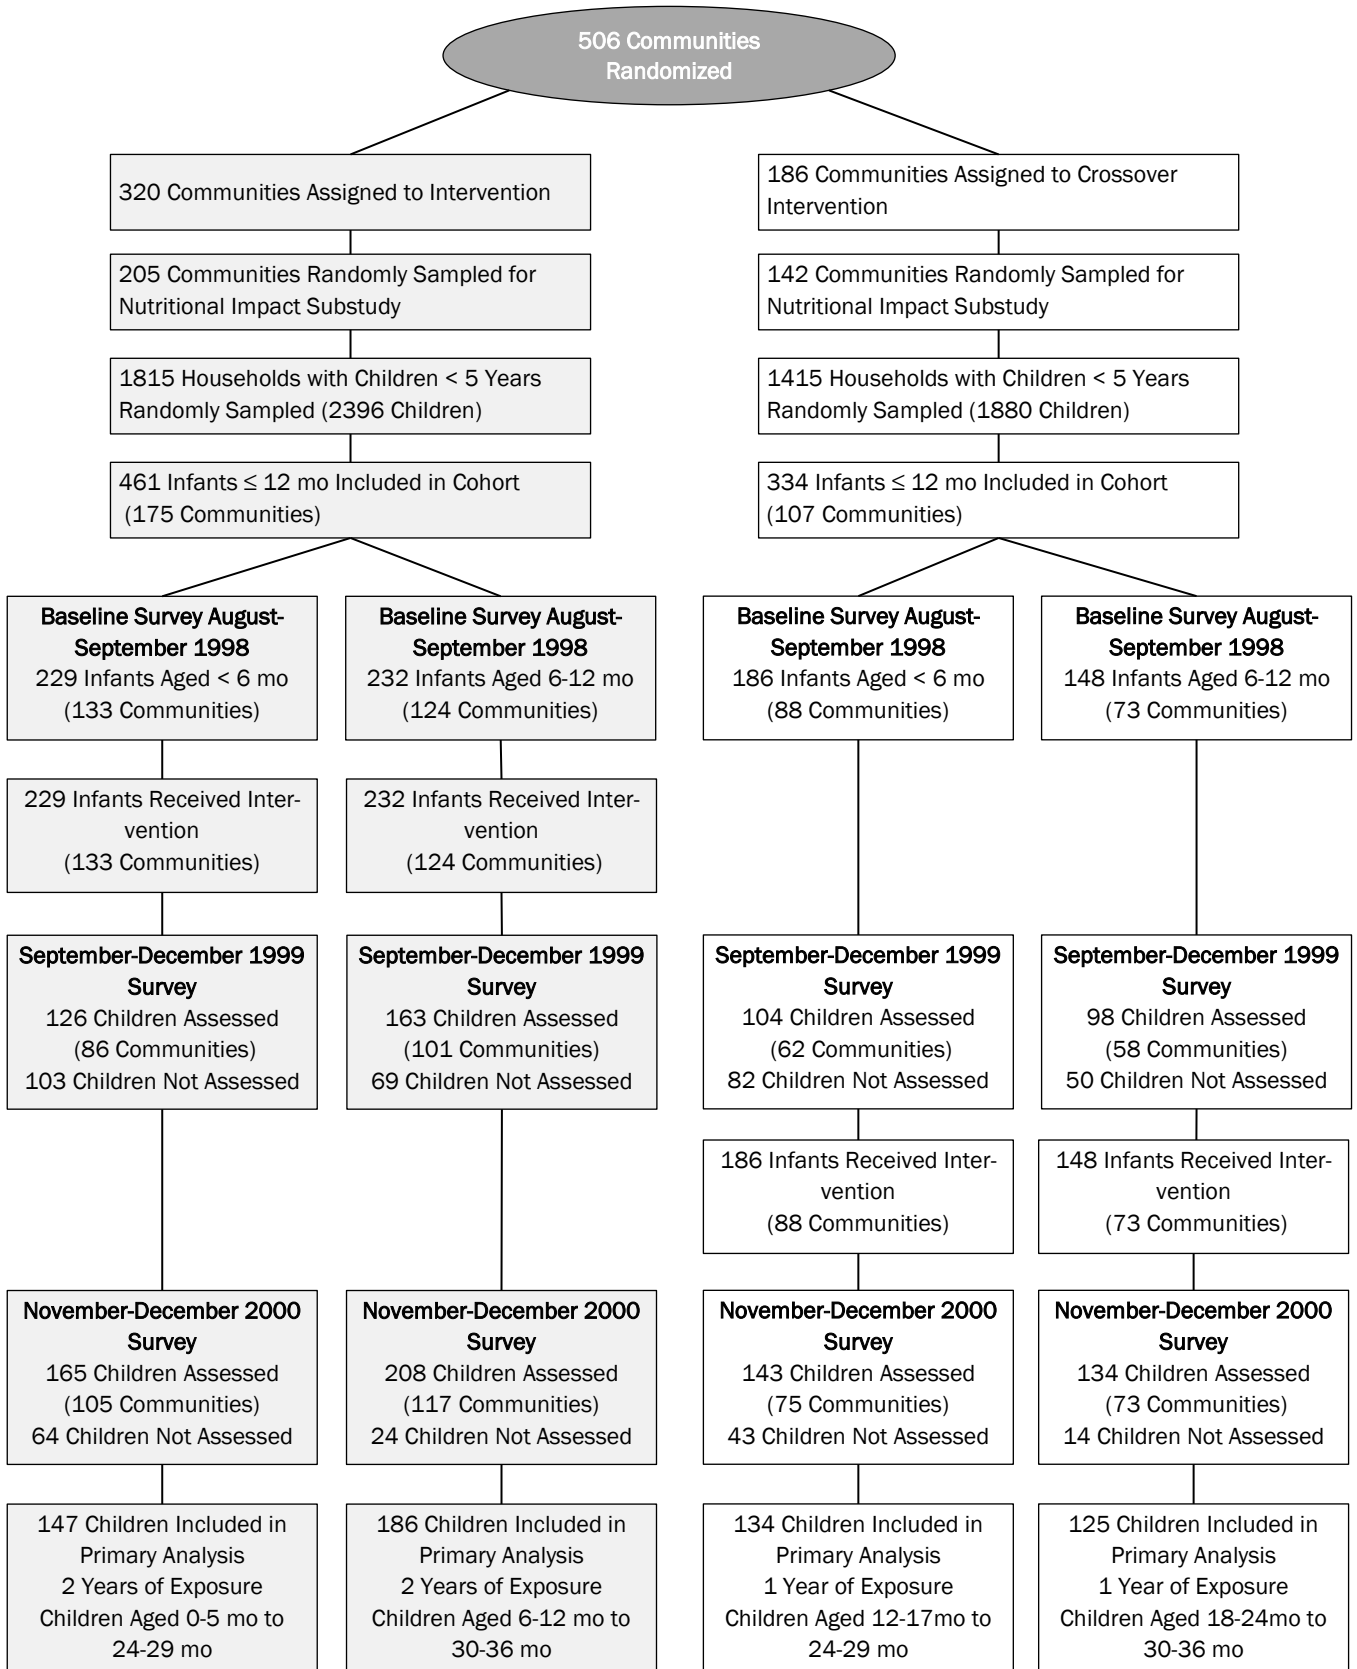 506 Communities
Randomized
320 Communities Assigned to Intervention
186 Communities Assigned to Crossover
Intervention
205 Communities Randomly Sampled for
Nutritional Impact Substudy
142 Communities Randomly Sampled for
Nutritional Impact Substudy
1815 Households with Children < 5 Years
Randomly Sampled (2396 Children)
1415 Households with Children < 5 Years
Randomly Sampled (1880 Children)
461 Infants ≤ 12 mo Included in Cohort
(175 Communities)
334 Infants ≤ 12 mo Included in Cohort
(107 Communities)
Baseline Survey August-
September 1998
229 Infants Aged < 6 mo
(133 Communities)
Baseline Survey August-
September 1998
232 Infants Aged 6-12 mo
(124 Communities)
Baseline Survey August-
September 1998
186 Infants Aged < 6 mo
(88 Communities)
Baseline Survey August-
September 1998
148 Infants Aged 6-12 mo
(73 Communities)
229 Infants Received Inter-
vention
(133 Communities)
232 Infants Received Inter-
vention
(124 Communities)
September-December 1999
Survey
126 Children Assessed
(86 Communities)
103 Children Not Assessed
September-December 1999
Survey
163 Children Assessed
(101 Communities)
69 Children Not Assessed
September-December 1999
Survey
104 Children Assessed
(62 Communities)
82 Children Not Assessed
September-December 1999
Survey
98 Children Assessed
(58 Communities)
50 Children Not Assessed
186 Infants Received Inter-
vention
(88 Communities)
148 Infants Received Inter-
vention
(73 Communities)
November-December 2000
Survey
165 Children Assessed
(105 Communities)
64 Children Not Assessed
November-December 2000
Survey
208 Children Assessed
(117 Communities)
24 Children Not Assessed
November-December 2000
Survey
143 Children Assessed
(75 Communities)
43 Children Not Assessed
November-December 2000
Survey
134 Children Assessed
(73 Communities)
14 Children Not Assessed
147 Children Included in
Primary Analysis
2 Years of Exposure
Children Aged 0-5 mo to
24-29 mo
186 Children Included in
Primary Analysis
2 Years of Exposure
Children Aged 6-12 mo to
30-36 mo
134 Children Included in
Primary Analysis
1 Year of Exposure
Children Aged 12-17mo to
24-29 mo
125 Children Included in
Primary Analysis
1 Year of Exposure
Children Aged 18-24mo to
30-36 mo